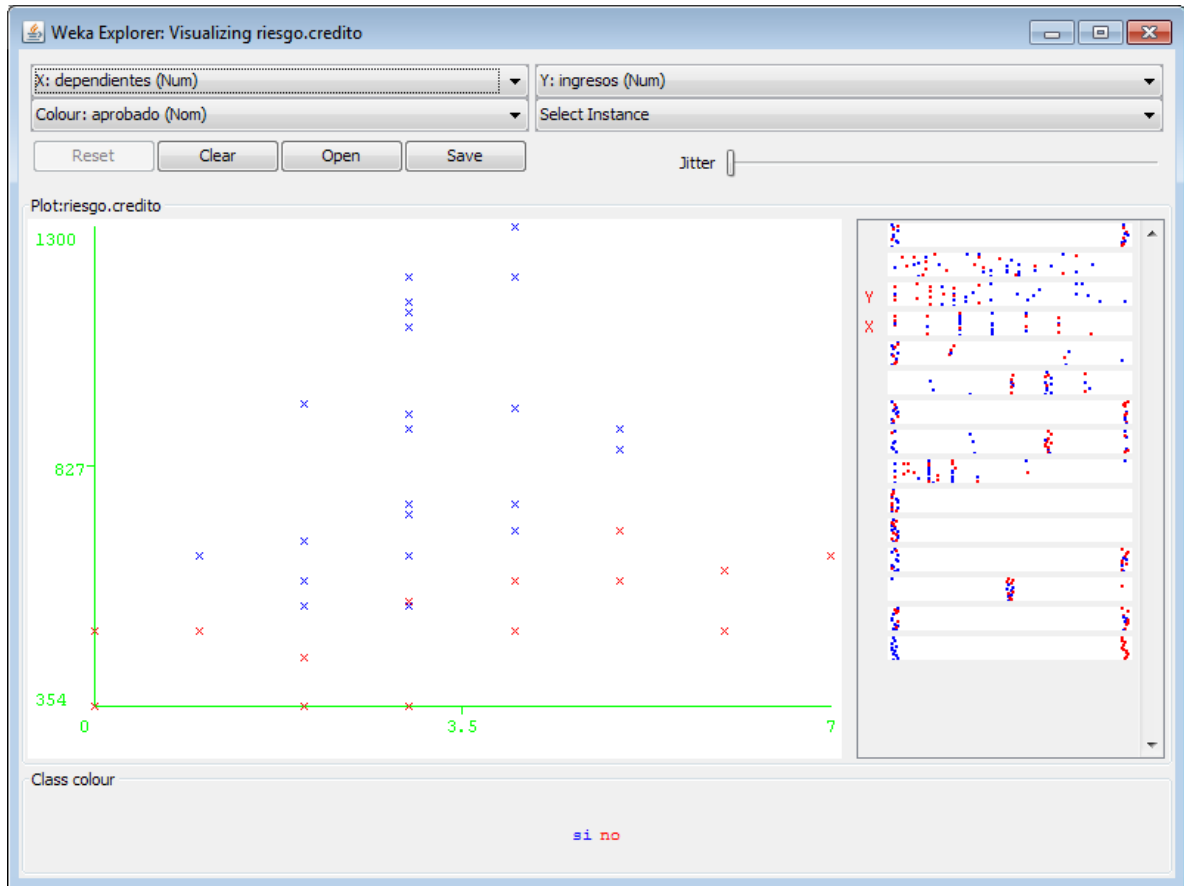 Weka Explorer: Visualizing riesgo.credito
X: dependientes (Num) Y: ingresos (Num)
Colour: aprobado (Nom) Select Instance
Reset Clear Open Save Jitter
Plot:riesgo.credito
1300
Y
X
827
354
0 3.5 7
Class colour
si no